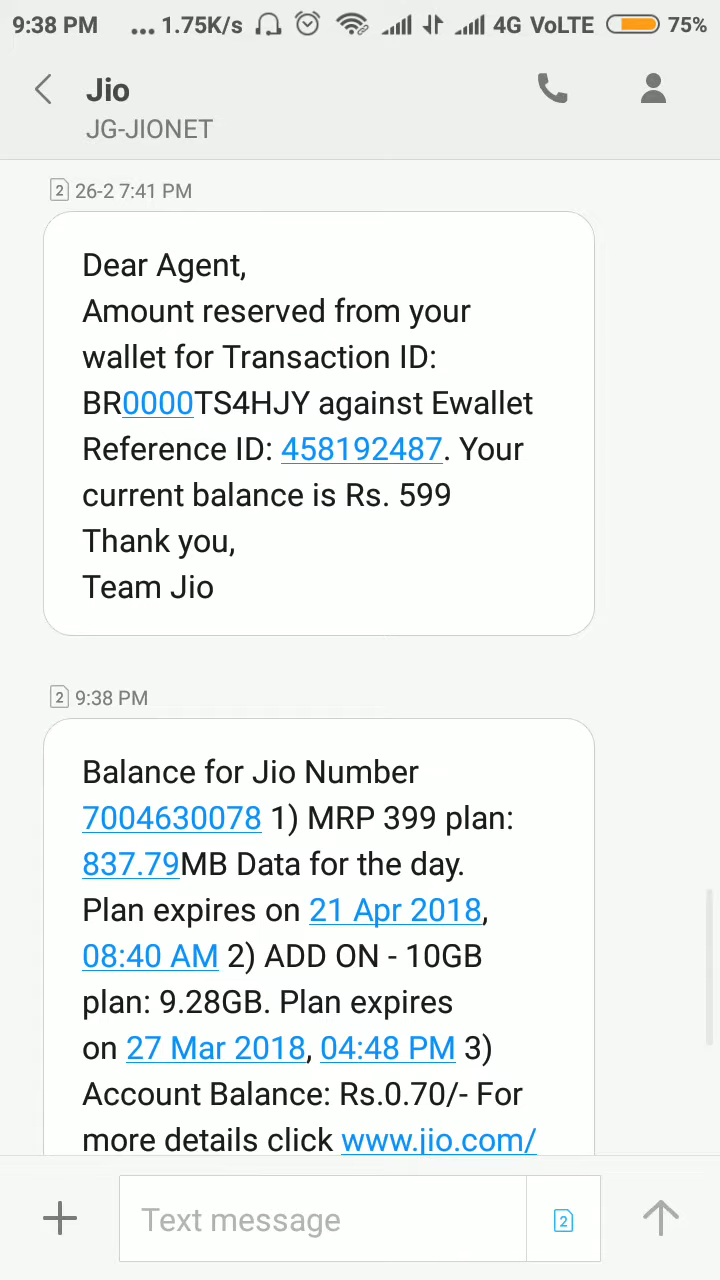 9:38 PM ... 1.75K/s 4G VoLTE 75%
Jio
JG-JIONET
2 26-2 7:41 PM
Dear Agent,
Amount reserved from your
wallet for Transaction ID:
BR0000TS4HJY against Ewallet
Reference ID: 458192487. Your
current balance is Rs. 599
Thank you,
Team Jio
2 9:38 PM
Balance for Jio Number
7004630078 1) MRP 399 plan:
837.79MB Data for the day.
Plan expires on 21 Apr 2018,
08:40 AM 2) ADD ON - 10GB
plan: 9.28GB. Plan expires
on 27 Mar 2018, 04:48 PM 3)
Account Balance: Rs.0.70/- For
more details click www.jio.com/
Text message 2